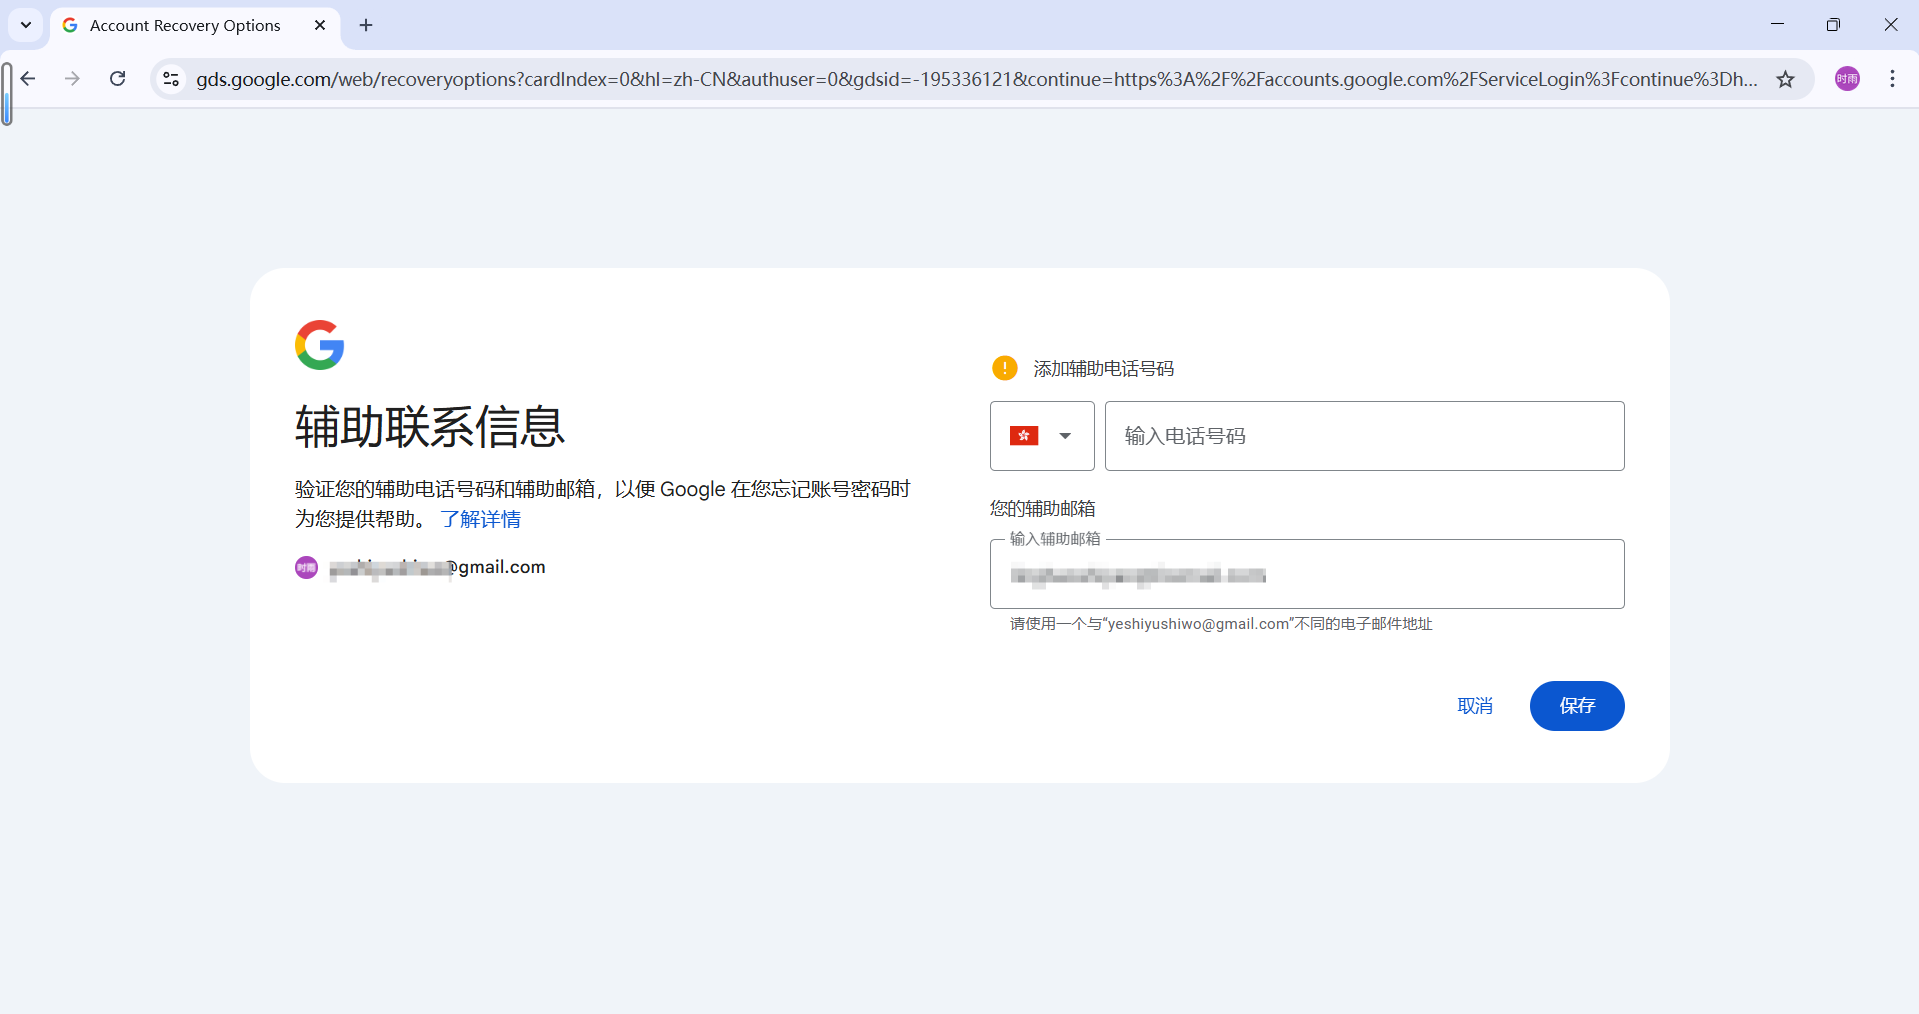 Account Recovery Options
gds.google.com/web/recoveryoptions?cardIndex=0&hl=zh-CN&authuser=0&gdsid=-195336121&continue=https%3A%2F%2Faccounts.google.com%2FServiceLogin%3Fcontinue%3Dh...
时雨
辅助联系信息
验证您的辅助电话号码和辅助邮箱，以便 Google 在您忘记账号密码时
为您提供帮助。 了解详情
时雨 @gmail.com
添加辅助电话号码
输入电话号码
您的辅助邮箱
输入辅助邮箱
请使用一个与“yeshiyushiwo@gmail.com”不同的电子邮件地址
取消
保存